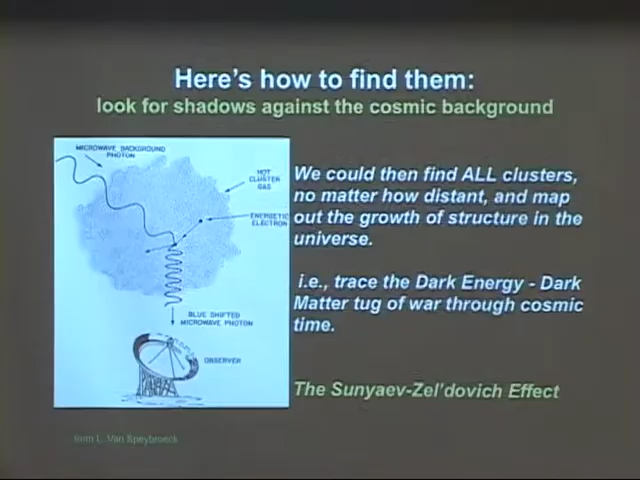 Here's how to find them:
look for shadows against the cosmic background
MICROWAVE BACKGROUND
PHOTON
HOT
CLUSTER
GAS
ENERGETIC
ELECTRON
BLUE SHIFTED
MICROWAVE PHOTON
OBSERVER
We could then find ALL clusters,
no matter how distant, and map
out the growth of structure in the
universe.
i.e., trace the Dark Energy - Dark
Matter tug of war through cosmic
time.
The Sunyaev-Zel'dovich Effect
from L. Van Speybroeck